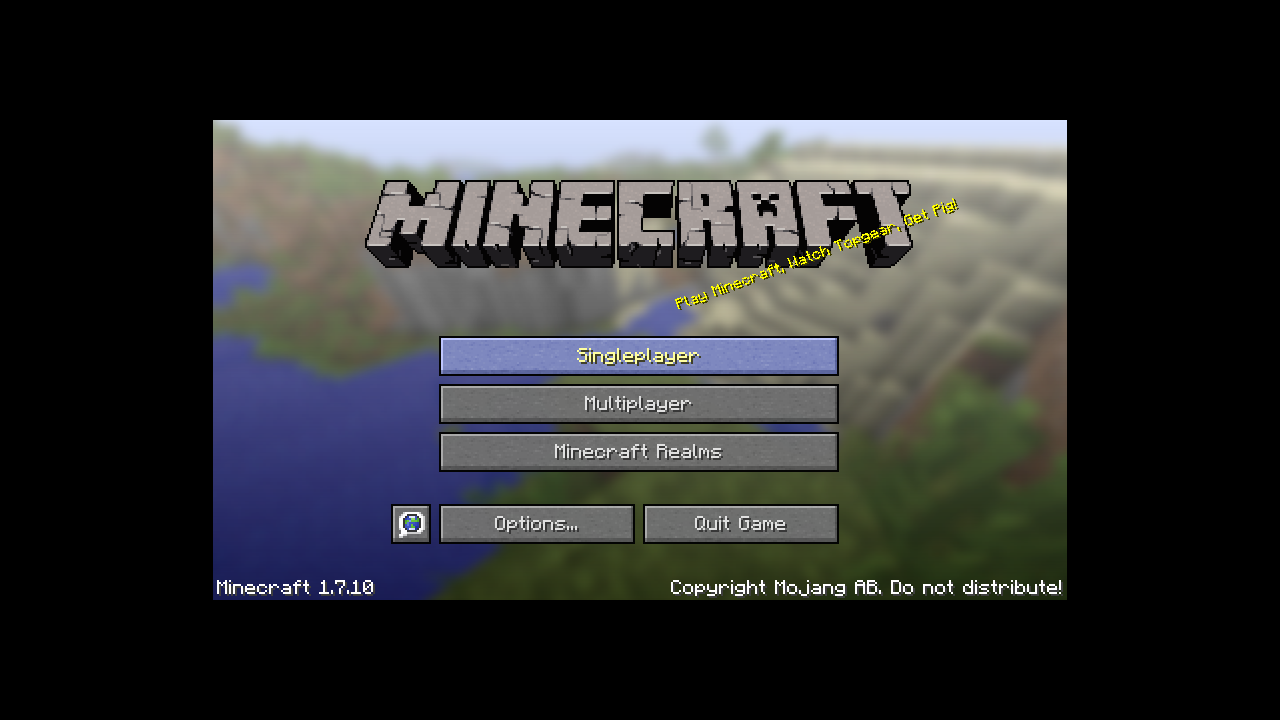 MINECRAFT
Play Minecraft, Watch Topgear, Get Pig!
Singleplayer
Multiplayer
Minecraft Realms
Options...
Quit Game
Minecraft 1.7.10
Copyright Mojang AB. Do not distribute!